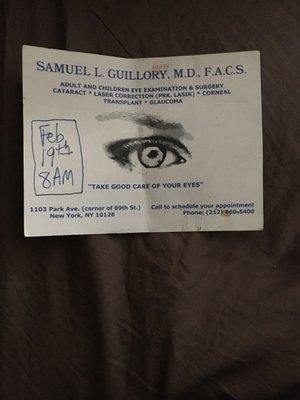 SAMUEL L. GUILLORY, M.D., F.A.C.S.
ADULT AND CHILDREN EYE EXAMINATION & SURGERY
CATARACT * LASER CORRECTION (PRK, LASIK) * CORNEAL
TRANSPLANT * GLAUCOMA
Feb
19th
8AM
"TAKE GOOD CARE OF YOUR EYES"
1103 Park Ave. (corner of 89th St.)
New York, NY 10128
Call to schedule your appointment
Phone: (212) 860-5400